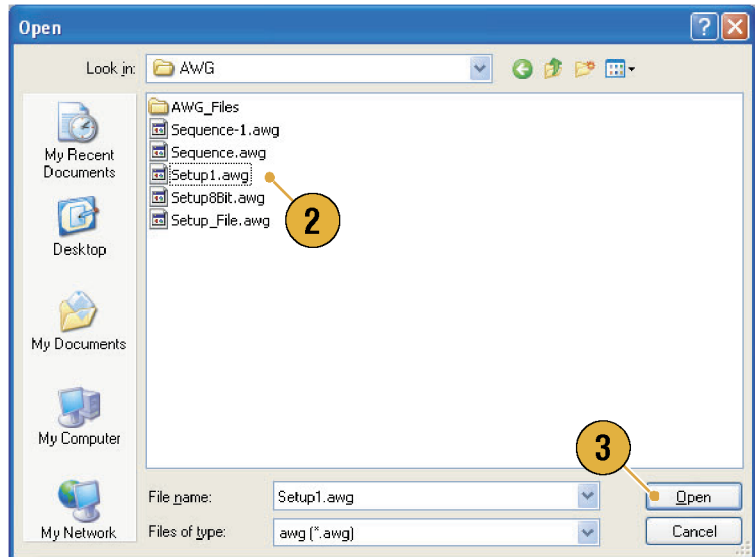 Open
Look in: AWG
AWG_Files
Sequence-1.awg
Sequence.awg
Setup1.awg
Setup8Bit.awg
Setup_File.awg
2
My Recent
Documents
Desktop
My Documents
My Computer
My Network
3
File name: Setup1.awg Open
Files of type: awg (*.awg) Cancel